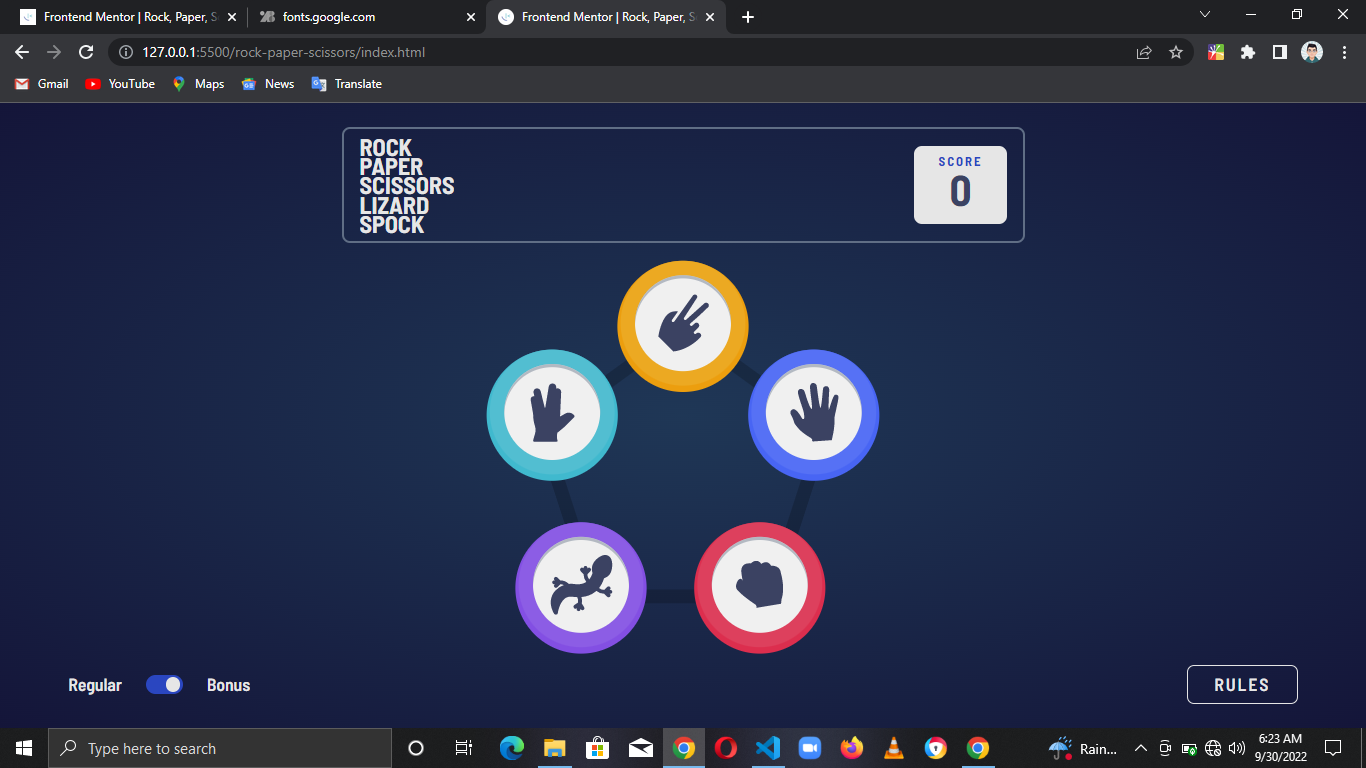 Frontend Mentor | Rock, Paper, S
fonts.google.com
Frontend Mentor | Rock, Paper, S
127.0.0.1:5500/rock-paper-scissors/index.html
Gmail
YouTube
Maps
News
Translate
ROCK
PAPER
SCISSORS
LIZARD
SPOCK
SCORE
0
Regular
Bonus
RULES
Type here to search
Rain...
6:23 AM
9/30/2022